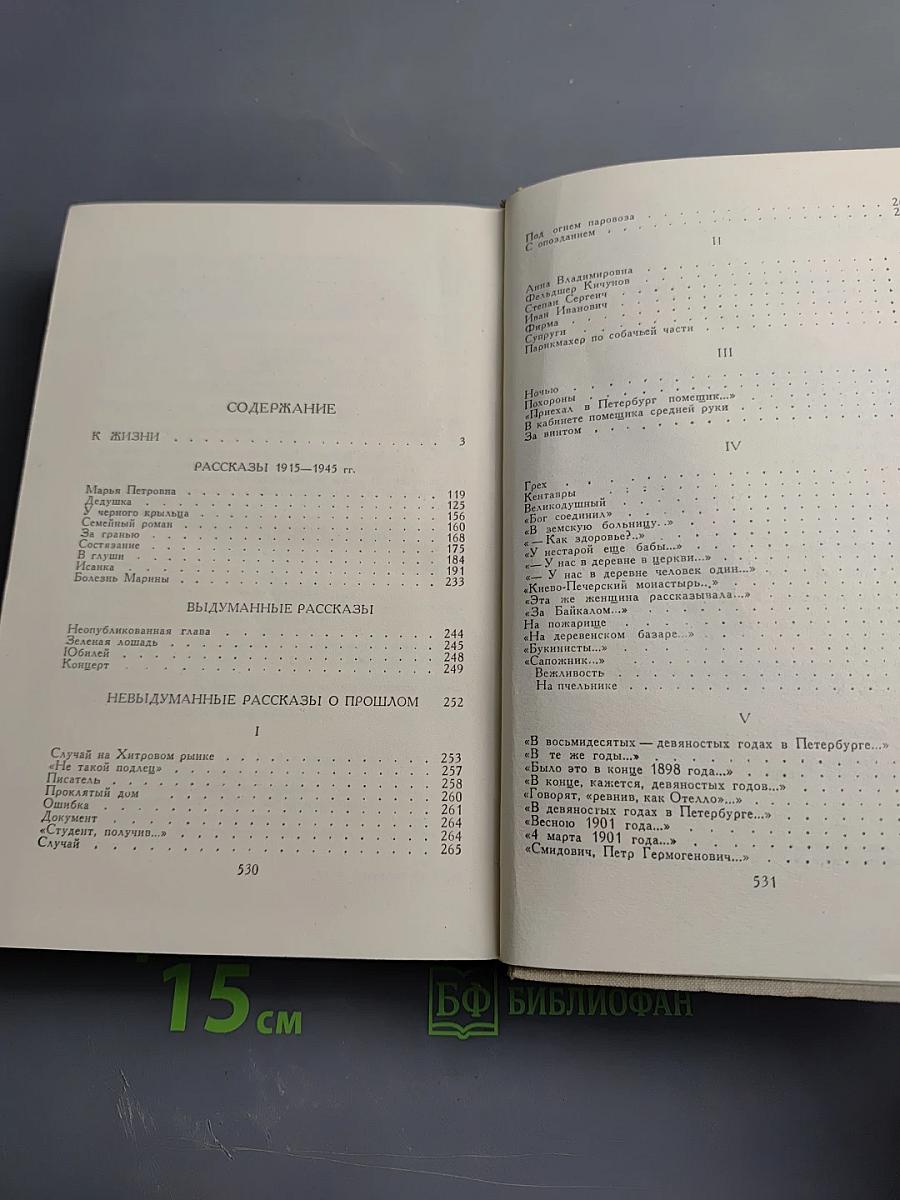 СОДЕРЖАНИЕ
К ЖИЗНИ . . . . . . . . . . . . . . . . . 3
РАССКАЗЫ 1915—1945 гг.
Марья Петровна . . . . . . . . . . . . . . . 119
Дедушка . . . . . . . . . . . . . . . 125
У черного крыльца . . . . . . . . . . . . . . . 156
Семейный роман . . . . . . . . . . . . . . . 160
За гранью . . . . . . . . . . . . . . . 168
Состязание . . . . . . . . . . . . . . . 175
В глуши . . . . . . . . . . . . . . . 184
Исанка . . . . . . . . . . . . . . . 191
Болезнь Марины . . . . . . . . . . . . . . . 233
ВЫДУМАННЫЕ РАССКАЗЫ
Неопубликованная глава . . . . . . . . . . . . 244
Зеленая лошадь . . . . . . . . . . . . 245
Юбилей . . . . . . . . . . . . 248
Концерт . . . . . . . . . . . . 249
НЕВЫДУМАННЫЕ РАССКАЗЫ О ПРОШЛОМ 252
I
Случай на Хитровом рынке . . . . . . . . . . . . 253
«Не такой подлец» . . . . . . . . . . . . 257
Писатель . . . . . . . . . . . . 258
Проклятый дом . . . . . . . . . . . . 260
Ошибка . . . . . . . . . . . . 261
Документ . . . . . . . . . . . . 264
«Студент, получив...» . . . . . . . . . . . . 264
Случай . . . . . . . . . . . . 265
530
Под огнем паровоза . . . . . . . . . . . .
С опозданием . . . . . . . . . . . .
II
Анна Владимировна . . . . . . . . . . . .
Фельдшер Кичунов . . . . . . . . . . . .
Степан Сергеич . . . . . . . . . . . .
Иван Иванович . . . . . . . . . . . .
Фирма . . . . . . . . . . . .
Супруги . . . . . . . . . . . .
Парикмахер по собачьей части . . . . . . . . . . . .
III
Ночью . . . . . . . . . . . .
Похороны . . . . . . . . . . . .
«Приехал в Петербург помещик...» . . . . . . . .
В кабинете помещика средней руки . . . . . . . .
За винтом . . . . . . . . . . . .
IV
Грех . . . . . . . . . . . .
Кентавры . . . . . . . . . . . .
Великодушный . . . . . . . . . . . .
«Бог соединил» . . . . . . . . . . . .
«В земскую больницу...» . . . . . . . . . . . .
«— Как здоровье?..» . . . . . . . . . . . .
«У нестарой еще бабы...» . . . . . . . . . . . .
«— У нас в деревне в церкви...» . . . . . . . .
«— У нас в деревне человек один...» . . . . . . . .
«Киево-Печерский монастырь...» . . . . . . . .
«Эта же женщина рассказывала...» . . . . . . . .
«За Байкалом...» . . . . . . . . . . . .
На пожарище . . . . . . . . . . . .
«На деревенском базаре...» . . . . . . . . . . . .
«Букинисты...» . . . . . . . . . . . .
«Сапожник...» . . . . . . . . . . . .
Вежливость . . . . . . . . . . . .
На пчельнике . . . . . . . . . . . .
V
«В восьмидесятых — девяностых годах в Петербурге...»
«В те же годы...» . . . . . . . . . . . .
«Было это в конце 1898 года...» . . . . . . . .
«В конце, кажется, девяностых годов...» . . . . . .
«Говорят, «ревнив, как Отелло»...» . . . . . . . .
«В девяностых годах в Петербурге...» . . . . . .
«Весною 1901 года...» . . . . . . . . . . . .
«4 марта 1901 года...» . . . . . . . . . . . .
«Смидович, Петр Гермогенович...» . . . . . . . .
531
15 см
БФ БИБЛИОФАН